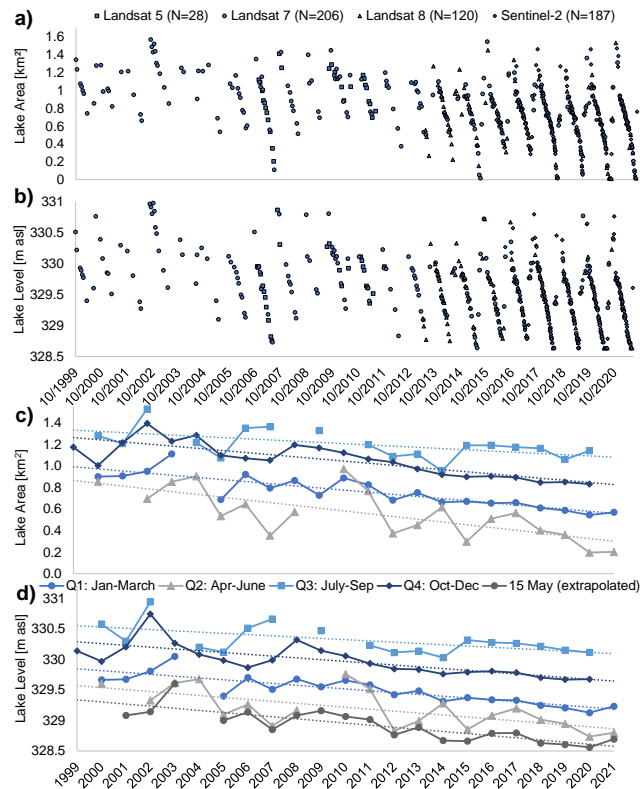 a) Landsat 5 (N=28) Landsat 7 (N=206) Landsat 8 (N=120) Sentinel-2 (N=187)
Lake Area [km²]
1.6
1.4
1.2
1
0.8
0.6
0.4
0.2
0
b)
Lake Level [m asl]
331
330.5
330
329.5
329
328.5
10/1999 10/2000 10/2001 10/2002 10/2003 10/2004 10/2005 10/2006 10/2007 10/2008 10/2009 10/2010 10/2011 10/2012 10/2013 10/2014 10/2015 10/2016 10/2017 10/2018 10/2019 10/2020
c)
Lake Area [km²]
1.4
1.2
1.0
0.8
0.6
0.4
0.2
0.0
Q1: Jan-March Q2: Apr-June Q3: July-Sep Q4: Oct-Dec 15 May (extrapolated)
d)
Lake Level [m asl]
331
330.5
330
329.5
329
328.5
1999 2000 2001 2002 2003 2004 2005 2006 2007 2008 2009 2010 2011 2012 2013 2014 2015 2016 2017 2018 2019 2020 2021